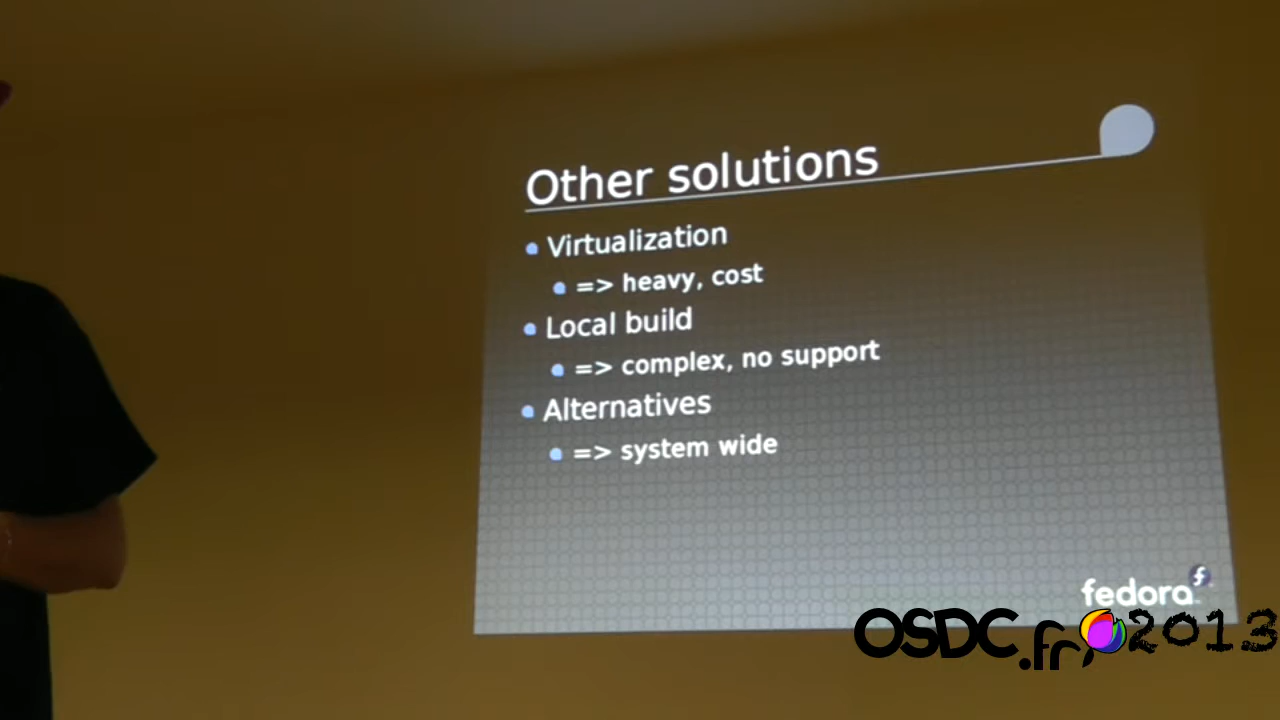 Other solutions
Virtualization
=> heavy, cost
Local build
=> complex, no support
Alternatives
=> system wide
fedora
OSDC.fr 2013